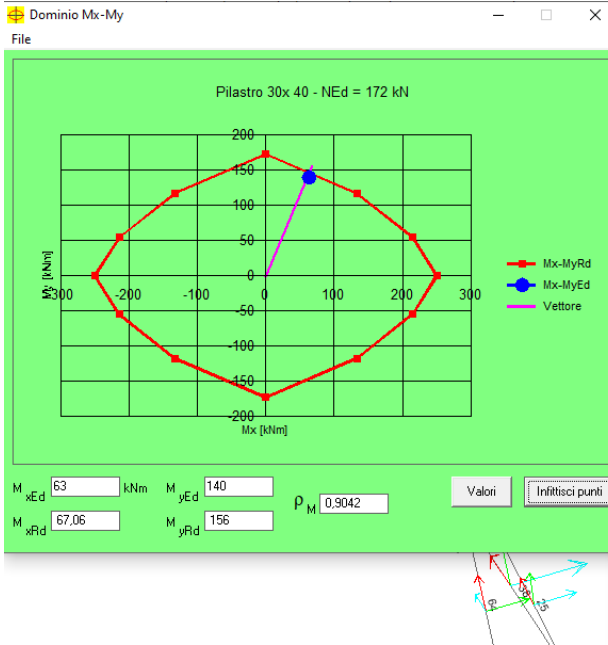 Dominio Mx-My
File
Pilastro 30x 40 - NEd = 172 kN
200
150
100
50
0
-300 -200 -100 0 100 200 300
-50
-100
-150
-200
My [kNm]
Mx [kNm]
Mx-MyRd
Mx-MyEd
Vettore
M xEd 63 kNm M yEd 140
M xRd 67,06 M yRd 156
ρ M 0,9042
Valori Infittisci punti